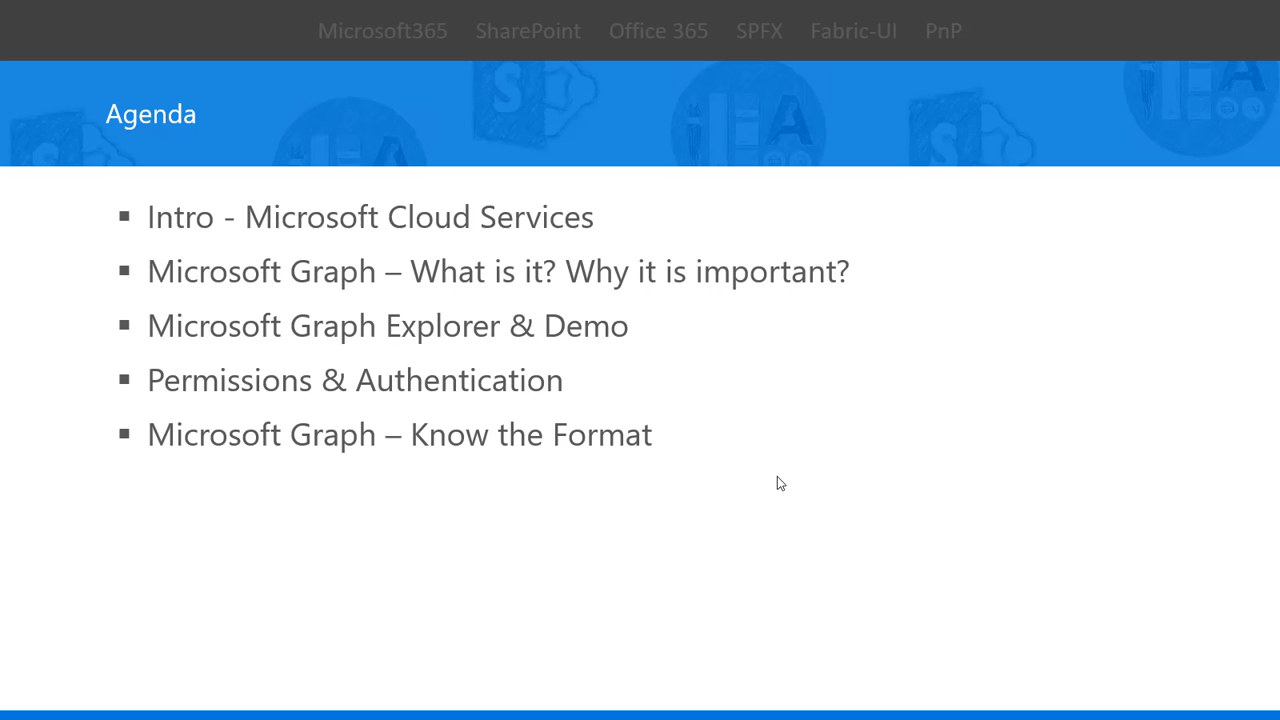 Microsoft365 SharePoint Office 365 SPFX Fabric-UI PnP
Agenda
▪ Intro - Microsoft Cloud Services
▪ Microsoft Graph – What is it? Why it is important?
▪ Microsoft Graph Explorer & Demo
▪ Permissions & Authentication
▪ Microsoft Graph – Know the Format